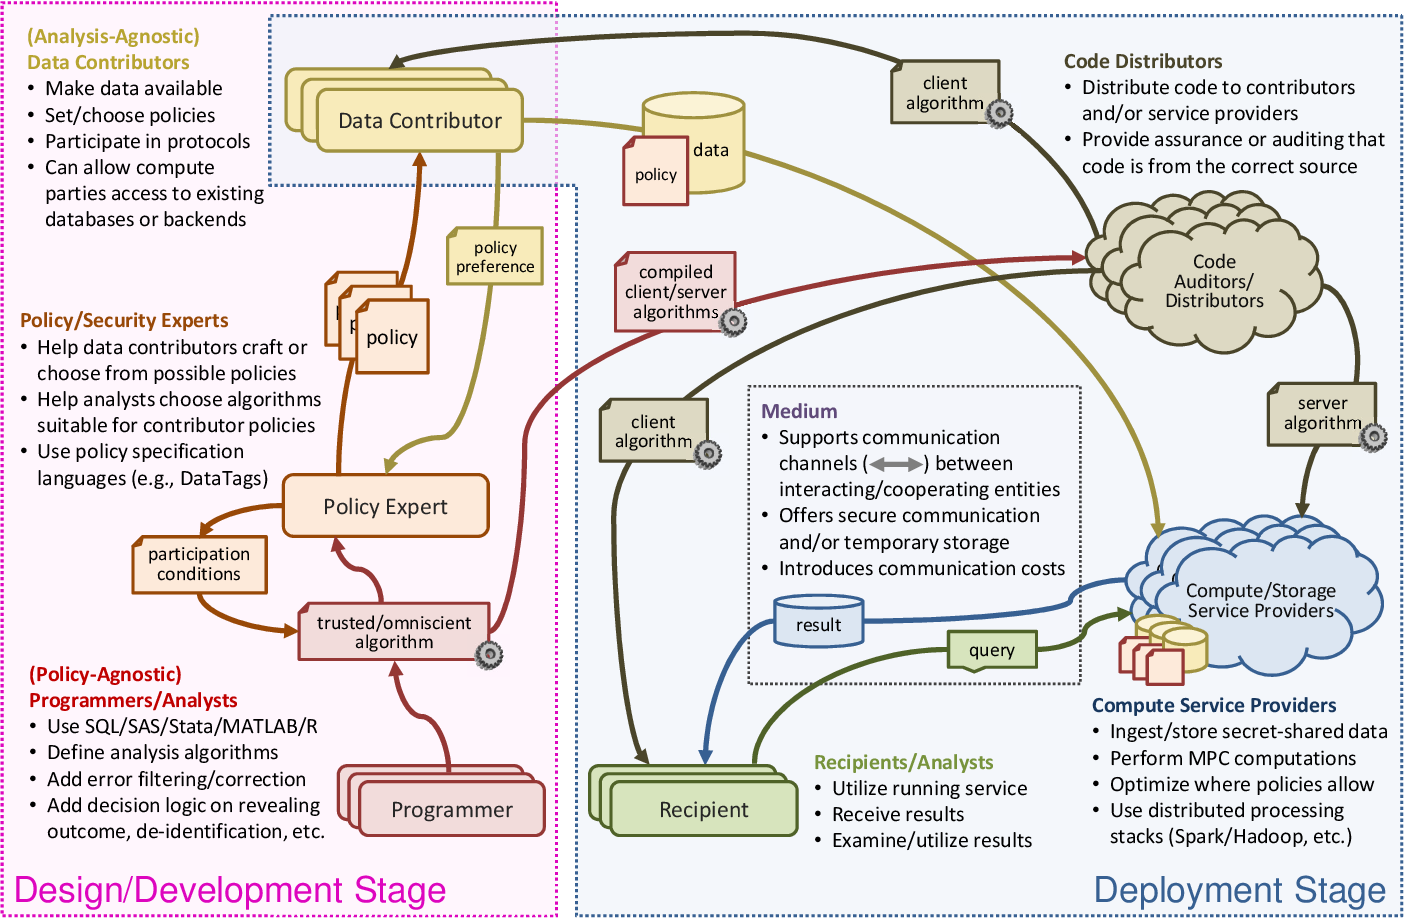 (Analysis-Agnostic)
Data Contributors
• Make data available
• Set/choose policies
• Participate in protocols
• Can allow compute
parties access to existing
databases or backends
Data Contributor
data
policy
client
algorithm
Code Distributors
• Distribute code to contributors
and/or service providers
• Provide assurance or auditing that
code is from the correct source
policy
preference
compiled
client/server
algorithms
Code
Auditors/
Distributors
policy
Policy/Security Experts
• Help data contributors craft or
choose from possible policies
• Help analysts choose algorithms
suitable for contributor policies
• Use policy specification
languages (e.g., DataTags)
client
algorithm
server
algorithm
Medium
• Supports communication
channels ( ) between
interacting/cooperating entities
• Offers secure communication
and/or temporary storage
• Introduces communication costs
Policy Expert
participation
conditions
trusted/omniscient
algorithm
result
query
Compute/Storage
Service Providers
(Policy-Agnostic)
Programmers/Analysts
• Use SQL/SAS/Stata/MATLAB/R
• Define analysis algorithms
• Add error filtering/correction
• Add decision logic on revealing
outcome, de-identification, etc.
Programmer
Recipient
Recipients/Analysts
• Utilize running service
• Receive results
• Examine/utilize results
Compute Service Providers
• Ingest/store secret-shared data
• Perform MPC computations
• Optimize where policies allow
• Use distributed processing
stacks (Spark/Hadoop, etc.)
Design/Development Stage
Deployment Stage